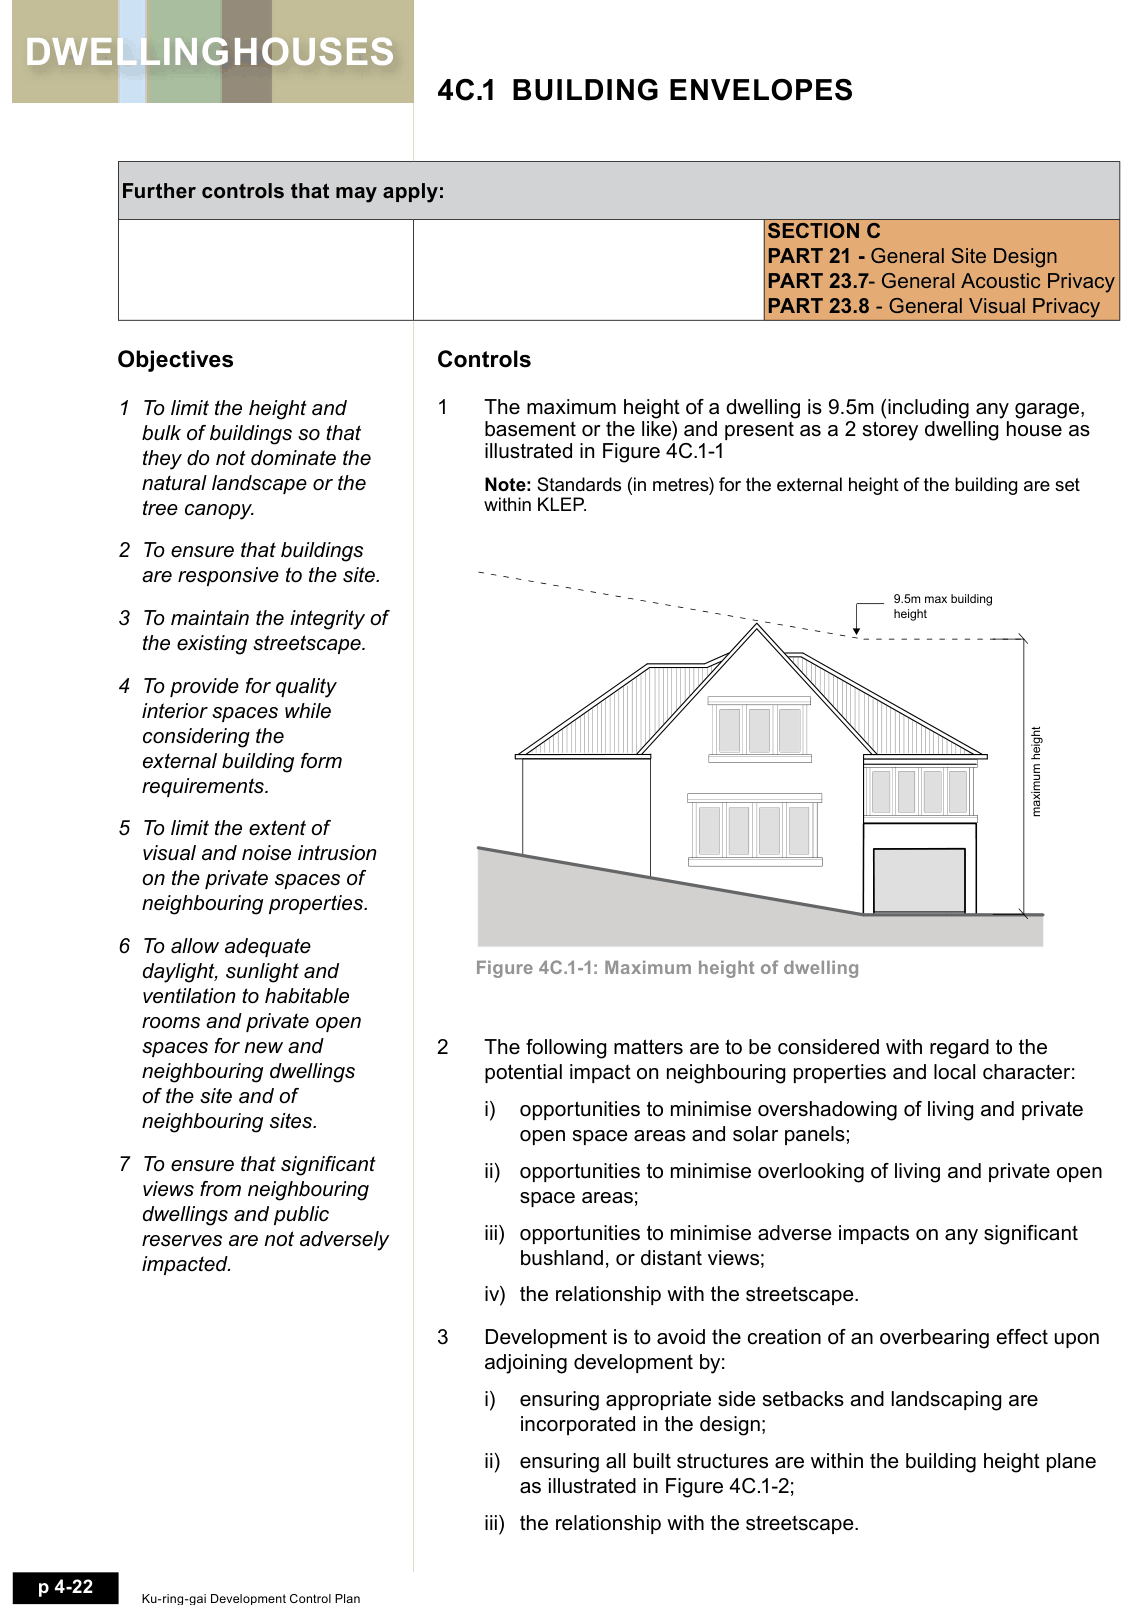 DWELLING HOUSES
4C.1 BUILDING ENVELOPES
Further controls that may apply:
SECTION C
PART 21 - General Site Design
PART 23.7- General Acoustic Privacy
PART 23.8 - General Visual Privacy
Objectives
1 To limit the height and
bulk of buildings so that
they do not dominate the
natural landscape or the
tree canopy.
2 To ensure that buildings
are responsive to the site.
3 To maintain the integrity of
the existing streetscape.
4 To provide for quality
interior spaces while
considering the
external building form
requirements.
5 To limit the extent of
visual and noise intrusion
on the private spaces of
neighbouring properties.
6 To allow adequate
daylight, sunlight and
ventilation to habitable
rooms and private open
spaces for new and
neighbouring dwellings
of the site and of
neighbouring sites.
7 To ensure that significant
views from neighbouring
dwellings and public
reserves are not adversely
impacted.
Controls
1 The maximum height of a dwelling is 9.5m (including any garage,
basement or the like) and present as a 2 storey dwelling house as
illustrated in Figure 4C.1-1
Note: Standards (in metres) for the external height of the building are set
within KLEP.
9.5m max building
height
maximum height
Figure 4C.1-1: Maximum height of dwelling
2 The following matters are to be considered with regard to the
potential impact on neighbouring properties and local character:
i) opportunities to minimise overshadowing of living and private
open space areas and solar panels;
ii) opportunities to minimise overlooking of living and private open
space areas;
iii) opportunities to minimise adverse impacts on any significant
bushland, or distant views;
iv) the relationship with the streetscape.
3 Development is to avoid the creation of an overbearing effect upon
adjoining development by:
i) ensuring appropriate side setbacks and landscaping are
incorporated in the design;
ii) ensuring all built structures are within the building height plane
as illustrated in Figure 4C.1-2;
iii) the relationship with the streetscape.
p 4-22
Ku-ring-gai Development Control Plan